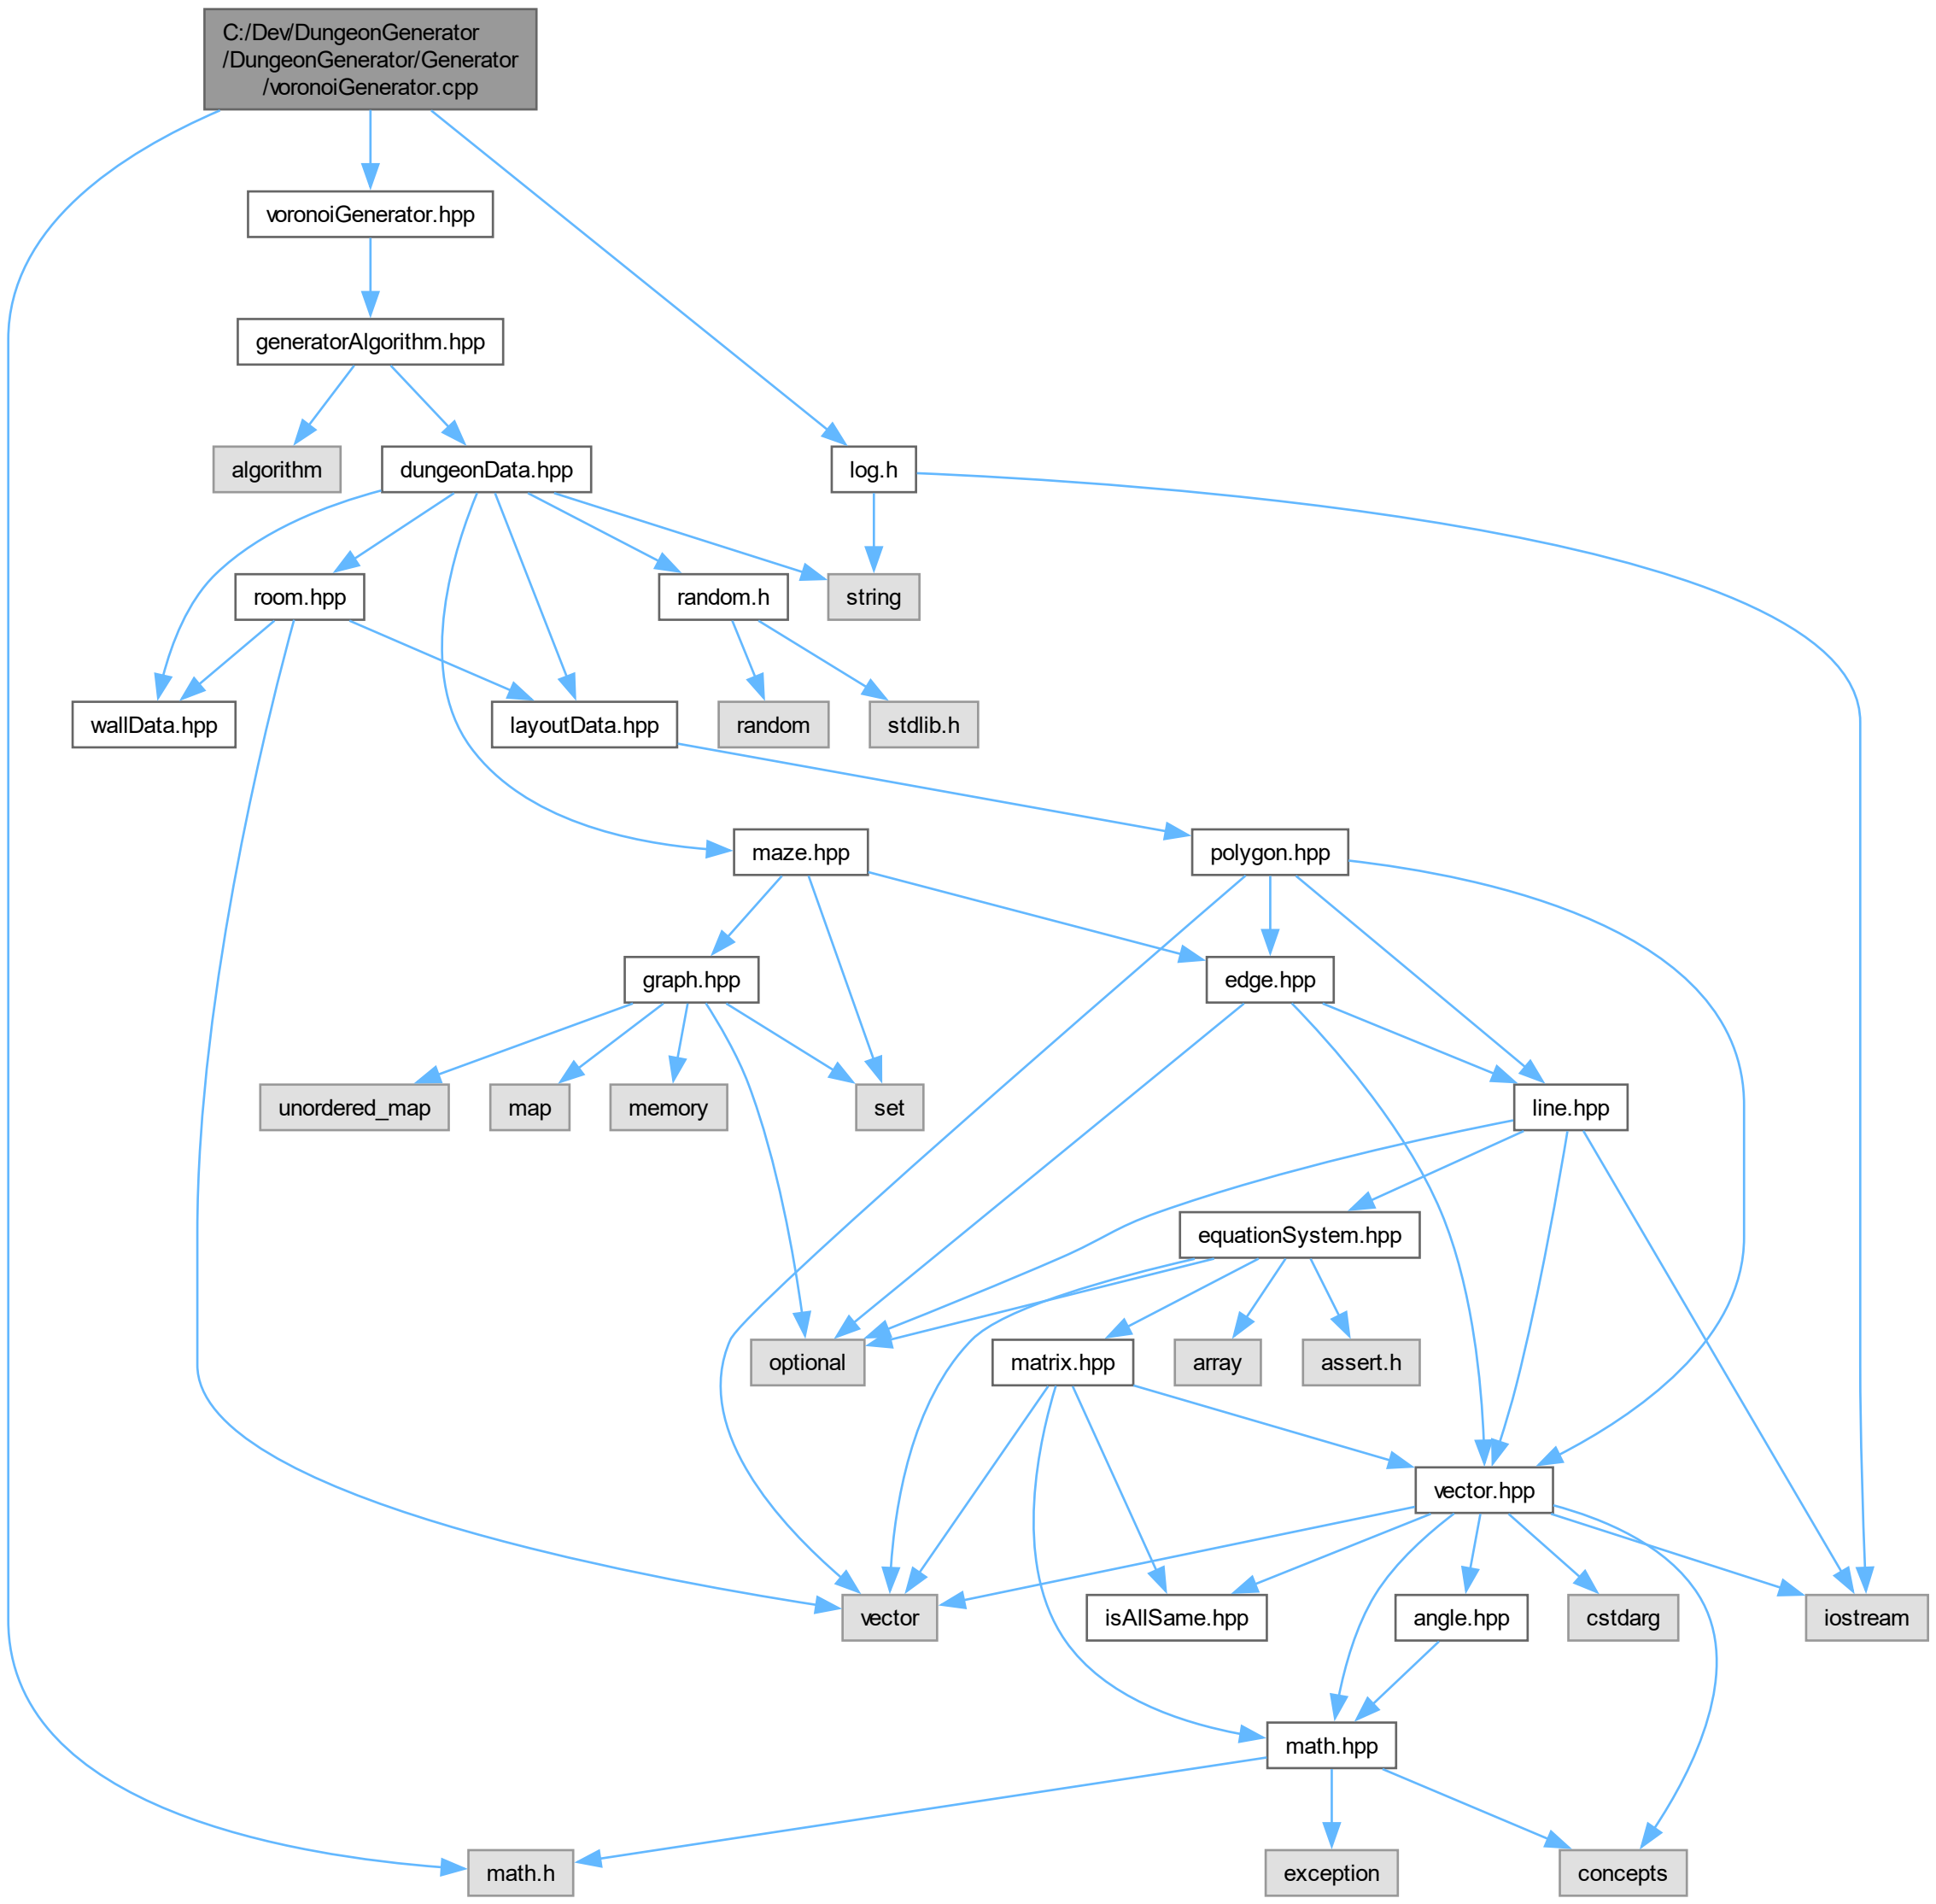 C:/Dev/DungeonGenerator
/DungeonGenerator/Generator
/voronoiGenerator.cpp
voronoiGenerator.hpp
generatorAlgorithm.hpp
algorithm
dungeonData.hpp
log.h
room.hpp
random.h
string
wallData.hpp
layoutData.hpp
random
stdlib.h
maze.hpp
polygon.hpp
graph.hpp
edge.hpp
unordered_map
map
memory
set
line.hpp
equationSystem.hpp
optional
matrix.hpp
array
assert.h
vector.hpp
vector
isAllSame.hpp
angle.hpp
cstdarg
iostream
math.hpp
math.h
exception
concepts